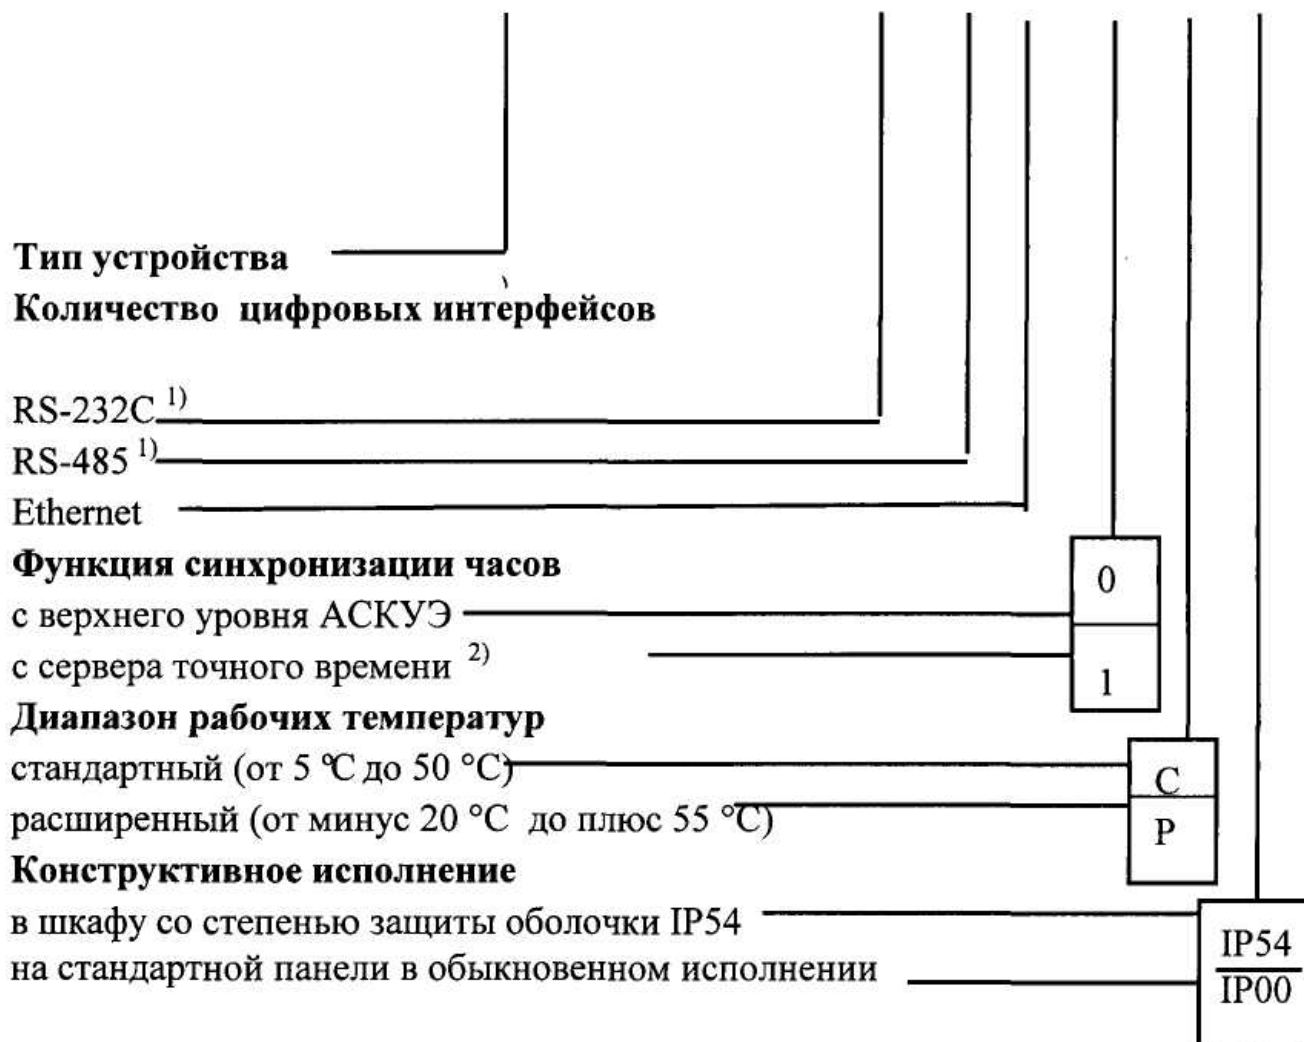 Тип устройства
Количество цифровых интерфейсов
RS-232C 1)
RS-485 1)
Ethernet
Функция синхронизации часов
0
с верхнего уровня АСКУЭ
с сервера точного времени 2)
1
Диапазон рабочих температур
стандартный (от 5 °С до 50 °С)
С
расширенный (от минус 20 °С до плюс 55 °С)
Р
Конструктивное исполнение
в шкафу со степенью защиты оболочки IP54
IP54
на стандартной панели в обыкновенном исполнении
IP00